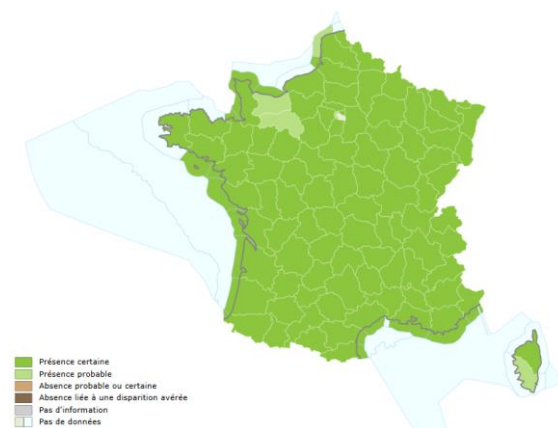 Présence certaine
Présence probable
Absence probable ou certaine
Absence liée à une disparition avérée
Pas d'information
Pas de données